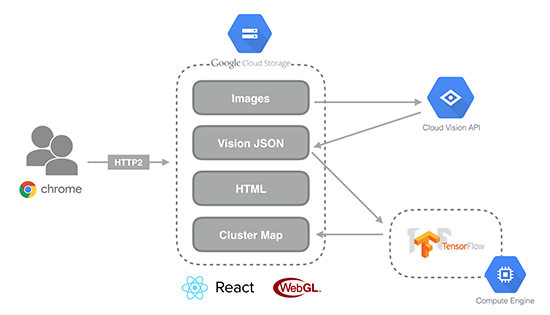 Google Cloud Storage
Images
Cloud Vision API
Vision JSON
chrome
HTTP2
HTML
Cluster Map
TensorFlow
React
WebGL
Compute Engine